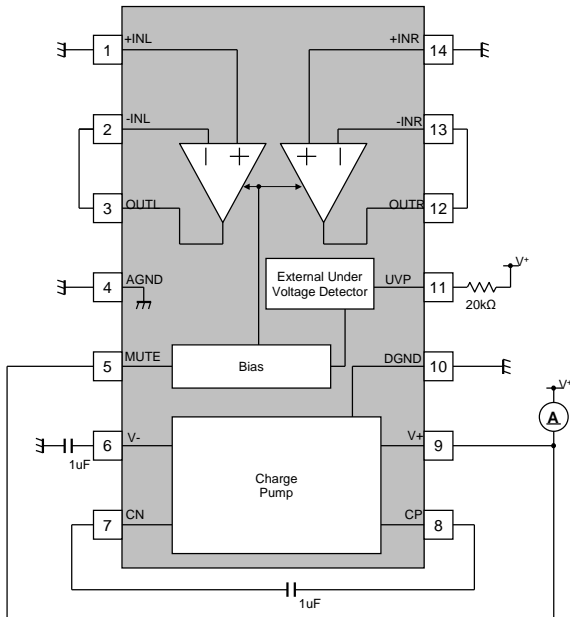 +INL
+INR
1
14
-INL
-INR
2
13
OUTL
OUTR
3
12
AGND
External Under
Voltage Detector
UVP
V+
4
11
20kΩ
MUTE
Bias
DGND
5
10
V+
A
V-
V+
6
9
1uF
Charge
Pump
CN
CP
7
8
1uF